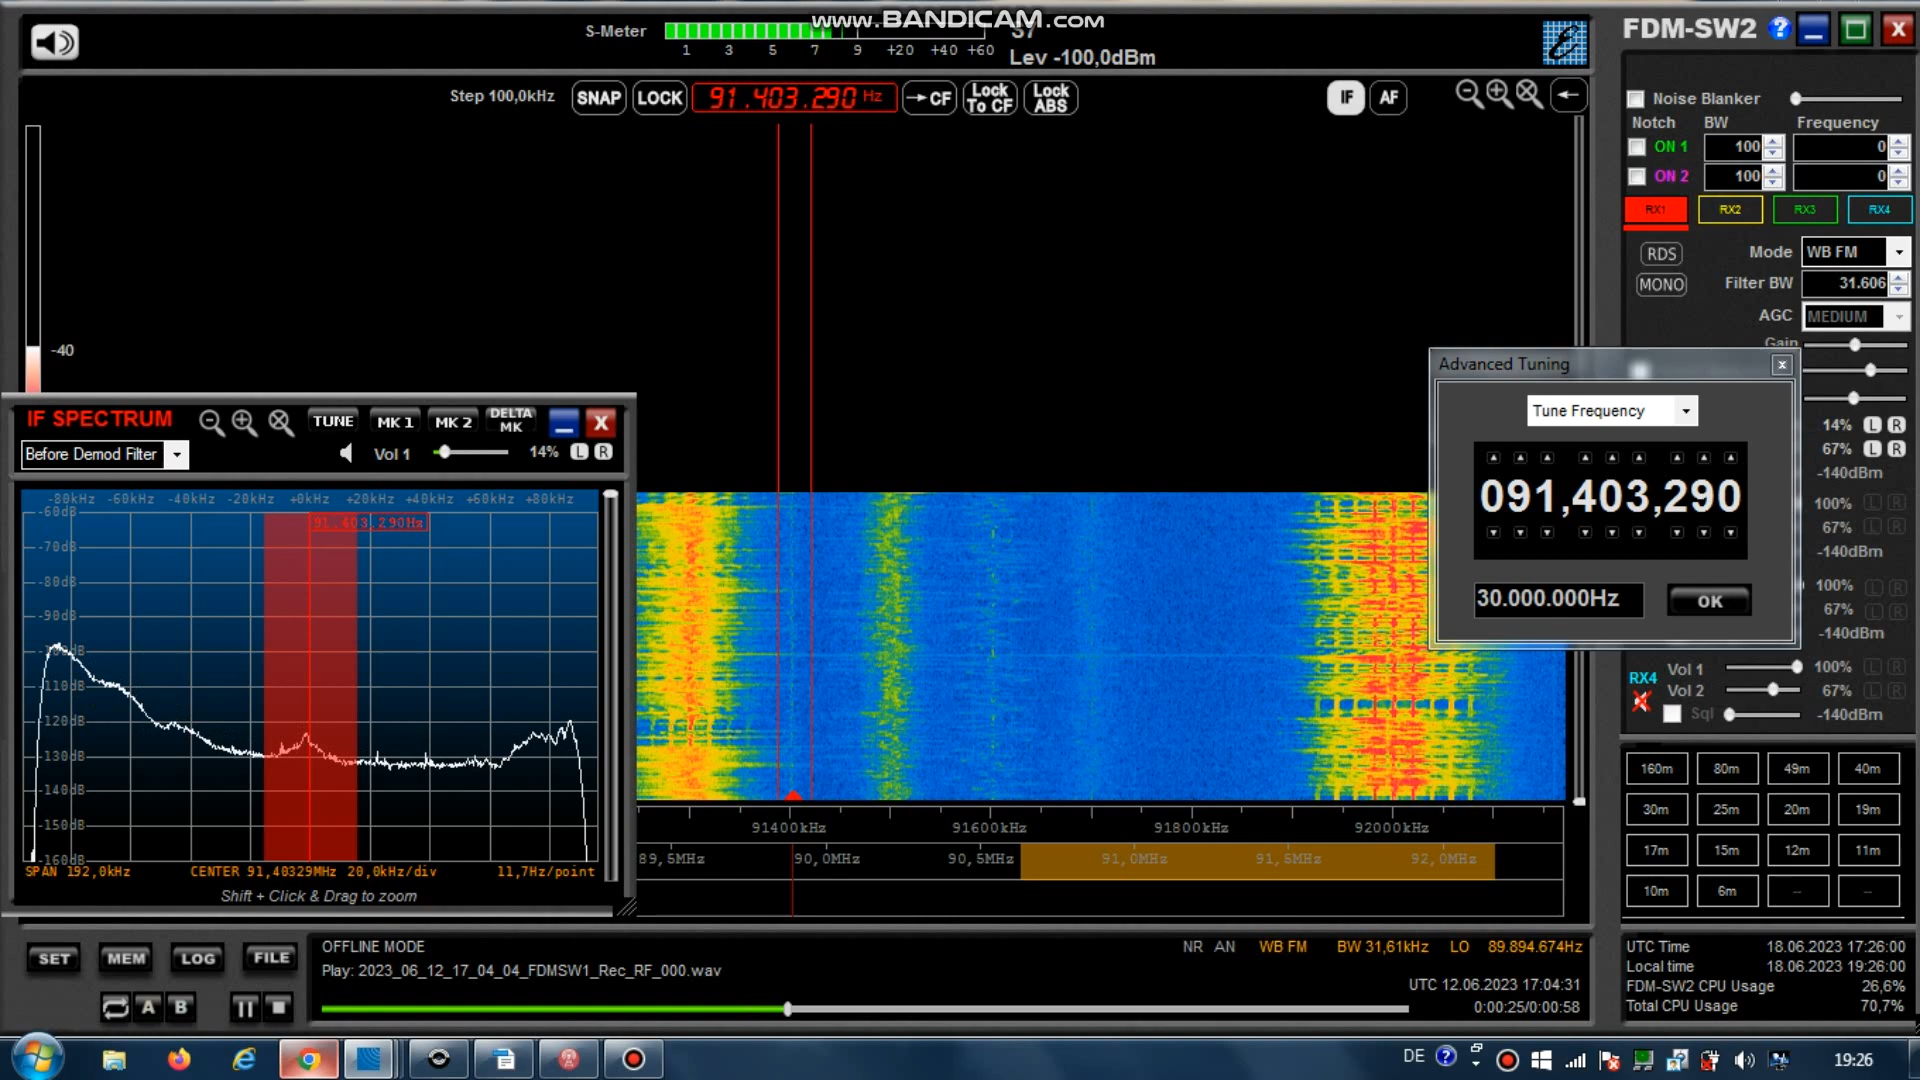 www.BANDICAM.com
S-Meter
1 3 5 7 9 +20 +40 +60
S7
Lev -100,0dBm
FDM-SW2
Step 100,0kHz
SNAP
LOCK
91.403.290 Hz
→CF
Lock To CF
Lock ABS
IF
AF
Noise Blanker
Notch BW Frequency
ON 1 100 0
ON 2 100 0
RX1 RX2 RX3 RX4
RDS
Mode WB FM
MONO
Filter BW 31.606
AGC MEDIUM
Gain
-40
Advanced Tuning
Tune Frequency
091,403,290
30.000.000Hz
OK
14% L R
67% L R
-140dBm
100% L R
67% L R
-140dBm
100% L R
67% L R
-140dBm
RX4
Vol 1 100% L R
Vol 2 67% L R
Sql -140dBm
IF SPECTRUM
TUNE
MK 1
MK 2
DELTA MK
Before Demod Filter
Vol 1
14% L R
-80kHz -60kHz -40kHz -20kHz +0kHz +20kHz +40kHz +60kHz +80kHz
91.403.290Hz
-60dB
-70dB
-80dB
-90dB
-100dB
-110dB
-120dB
-130dB
-140dB
-150dB
-160dB
SPAN 192,0kHz CENTER 91,40329MHz 20,0kHz/div 11,7Hz/point
Shift + Click & Drag to zoom
91400kHz 91600kHz 91800kHz 92000kHz
89,5MHz 90,0MHz 90,5MHz 91,0MHz 91,5MHz 92,0MHz
160m 80m 49m 40m
30m 25m 20m 19m
17m 15m 12m 11m
10m 6m -- --
SET
MEM
LOG
FILE
A
B
OFFLINE MODE
NR AN WB FM BW 31,61kHz LO 89.894.674Hz
Play: 2023_06_12_17_04_04_FDMSW1_Rec_RF_000.wav
UTC 12.06.2023 17:04:31
0:00:25/0:00:58
UTC Time 18.06.2023 17:26:00
Local time 18.06.2023 19:26:00
FDM-SW2 CPU Usage 26,6%
Total CPU Usage 70,7%
DE
19:26